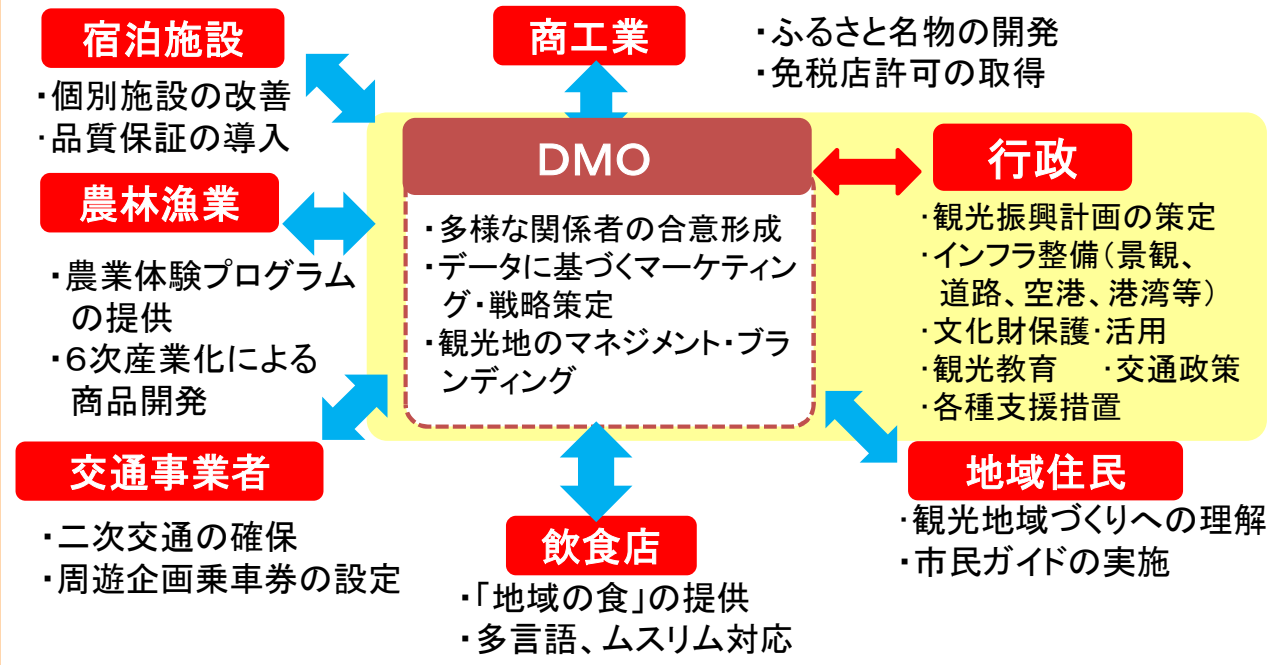 宿泊施設
・個別施設の改善
・品質保証の導入
商工業
・ふるさと名物の開発
・免税店許可の取得
農林漁業
・農業体験プログラム
の提供
・６次産業化による
商品開発
DMO
・多様な関係者の合意形成
・データに基づくマーケティン
グ・戦略策定
・観光地のマネジメント・ブラ
ンディング
行政
・観光振興計画の策定
・インフラ整備（景観、
道路、空港、港湾等）
・文化財保護・活用
・観光教育　・交通政策
・各種支援措置
交通事業者
・二次交通の確保
・周遊企画乗車券の設定
飲食店
・「地域の食」の提供
・多言語、ムスリム対応
地域住民
・観光地域づくりへの理解
・市民ガイドの実施